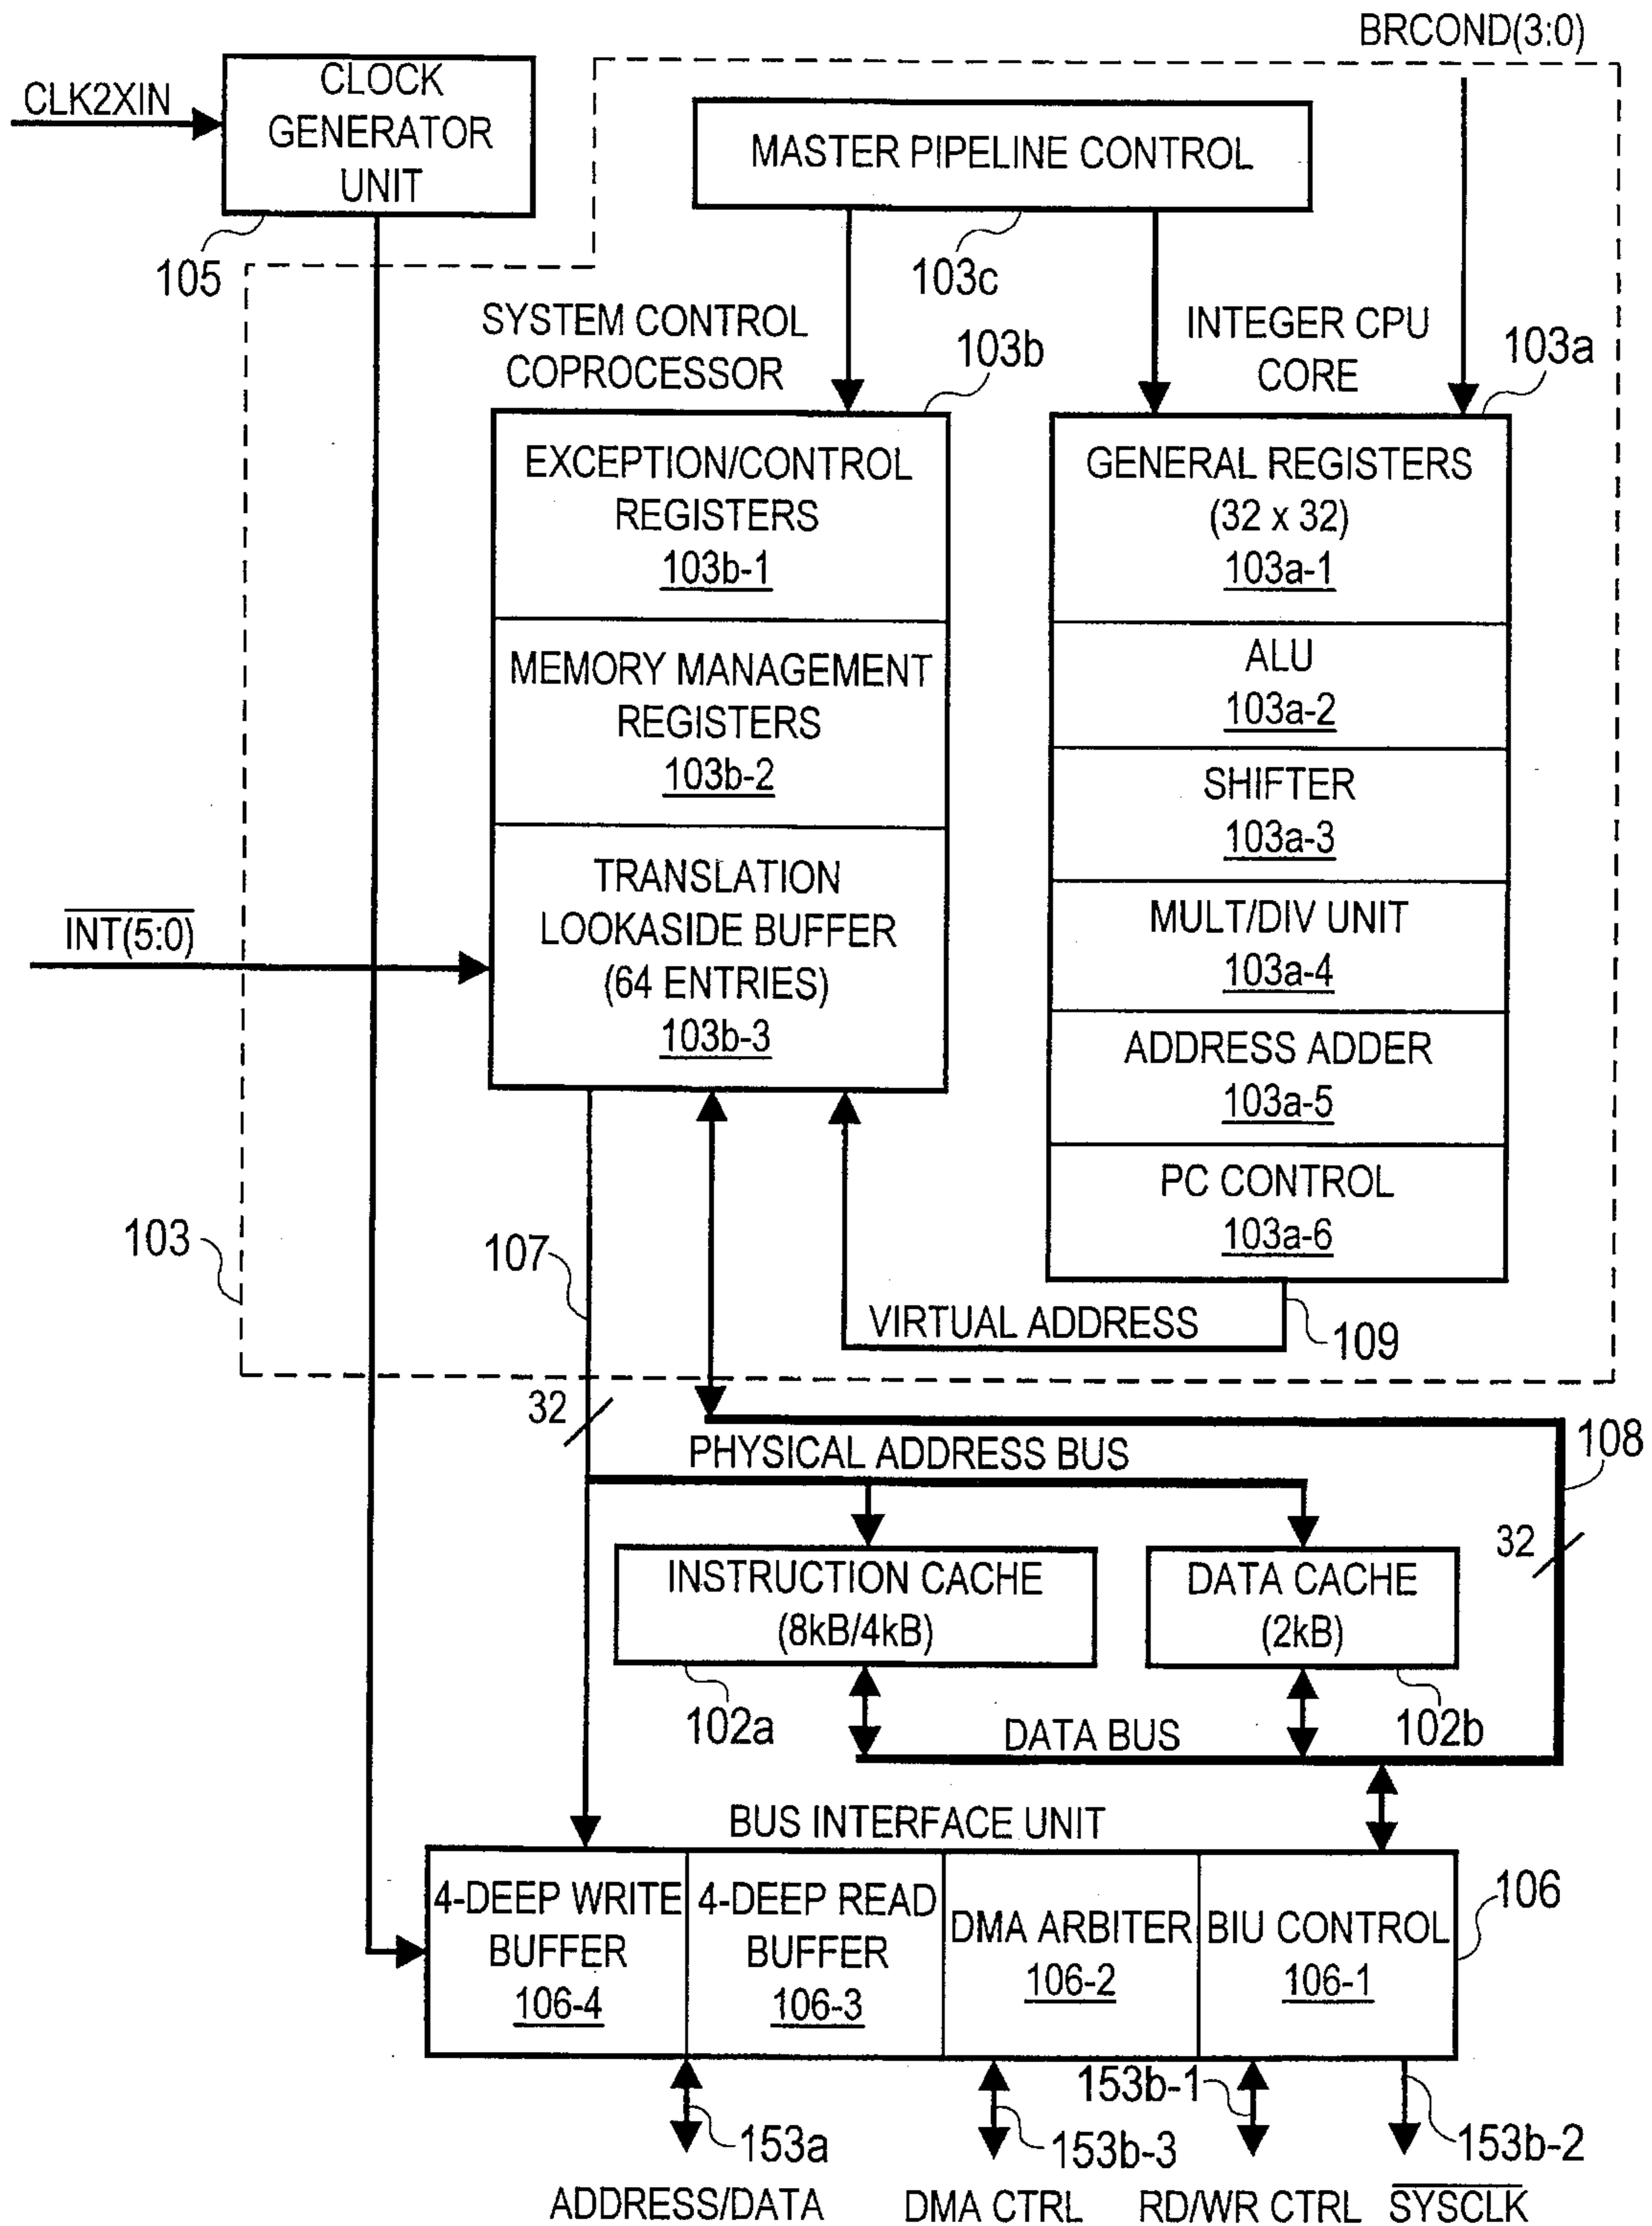 BRCOND(3:0)
CLK2XIN
CLOCK
GENERATOR
UNIT
105
MASTER PIPELINE CONTROL
103c
SYSTEM CONTROL
COPROCESSOR
103b
INTEGER CPU
CORE
103a
EXCEPTION/CONTROL
REGISTERS
103b-1
MEMORY MANAGEMENT
REGISTERS
103b-2
TRANSLATION
LOOKASIDE BUFFER
(64 ENTRIES)
103b-3
GENERAL REGISTERS
(32 x 32)
103a-1
ALU
103a-2
SHIFTER
103a-3
MULT/DIV UNIT
103a-4
ADDRESS ADDER
103a-5
PC CONTROL
103a-6
INT(5:0)
103
107
VIRTUAL ADDRESS
109
32
PHYSICAL ADDRESS BUS
108
32
INSTRUCTION CACHE
(8kB/4kB)
102a
DATA CACHE
(2kB)
102b
DATA BUS
BUS INTERFACE UNIT
106
4-DEEP WRITE
BUFFER
106-4
4-DEEP READ
BUFFER
106-3
DMA ARBITER
106-2
BIU CONTROL
106-1
153a
153b-3
153b-1
153b-2
ADDRESS/DATA
DMA CTRL
RD/WR CTRL
SYSCLK